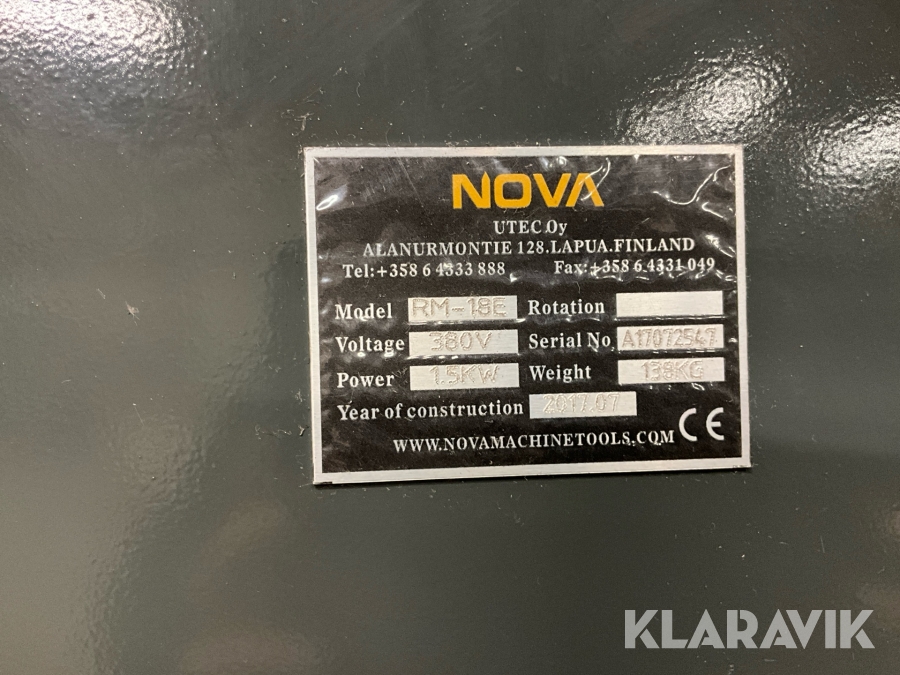 NOVA
UTEC.Oy
ALANURMONTIE 128.LAPUA.FINLAND
Tel:+358 6 4333 888 Fax:+358 6 4331 049
Model RM-18E Rotation
Voltage 380V Serial No A17072547
Power 1.5KW Weight 138KG
Year of construction 2017.07
WWW.NOVAMACHINETOOLS.COM CE
KLARAVIK